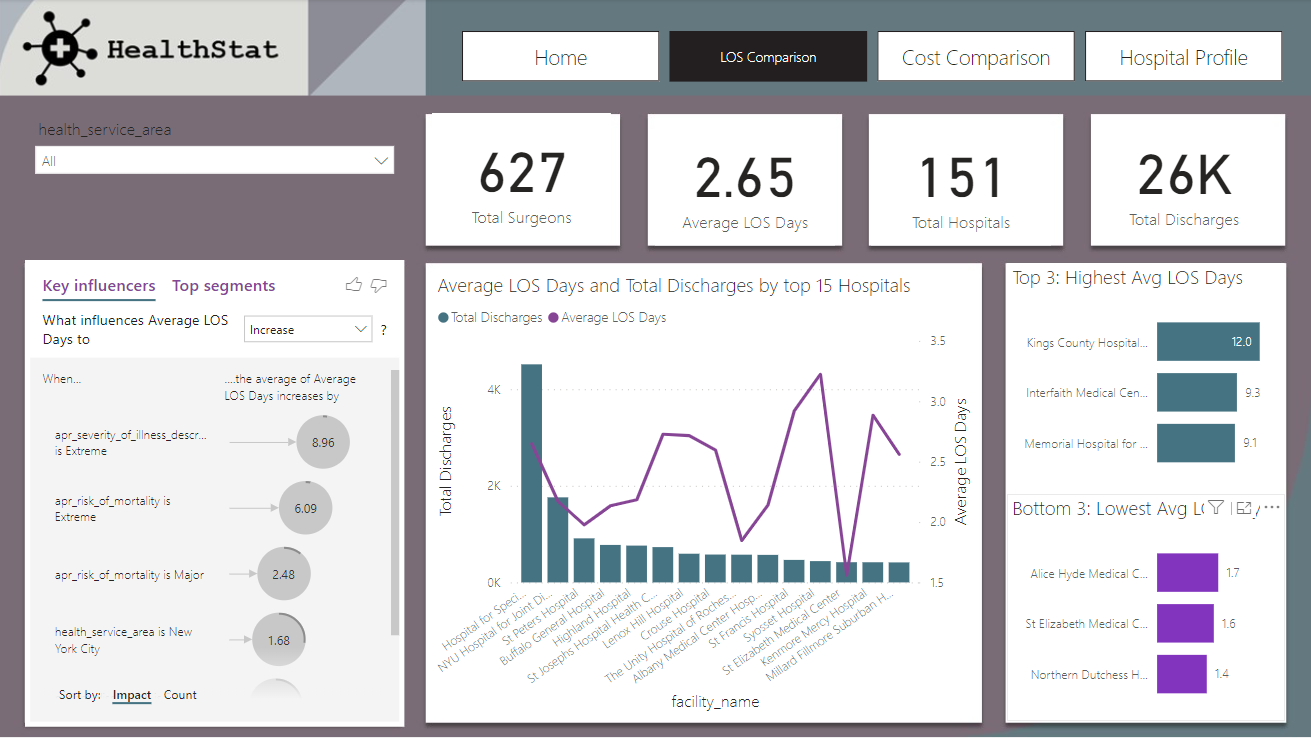 HealthStat
Home
LOS Comparison
Cost Comparison
Hospital Profile
health_service_area
All
627
Total Surgeons
2.65
Average LOS Days
151
Total Hospitals
26K
Total Discharges
Key influencers
Top segments
What influences Average LOS
Days to
Increase
?
When...
....the average of Average
LOS Days increases by
apr_severity_of_illness_descr...
is Extreme
8.96
apr_risk_of_mortality is
Extreme
6.09
apr_risk_of_mortality is Major
2.48
health_service_area is New
York City
1.68
Sort by:
Impact
Count
Average LOS Days and Total Discharges by top 15 Hospitals
Total Discharges
Average LOS Days
Total Discharges
4K
2K
0K
3.5
3.0
2.5
2.0
1.5
Average LOS Days
Hospital for Speci...
NYU Hospital for Joint Di...
St Peters Hospital
Buffalo General Hospital
Highland Hospital
St Josephs Hospital Health C...
Lenox Hill Hospital
Crouse Hospital
The Unity Hospital of Roches...
Albany Medical Center Hosp...
St Francis Hospital
Syosset Hospital
St Elizabeth Medical Center
Kenmore Mercy Hospital
Millard Fillmore Suburban H...
facility_name
Top 3: Highest Avg LOS Days
Kings County Hospital...
12.0
Interfaith Medical Cen...
9.3
Memorial Hospital for ...
9.1
Bottom 3: Lowest Avg L
Alice Hyde Medical C...
1.7
St Elizabeth Medical C...
1.6
Northern Dutchess H...
1.4